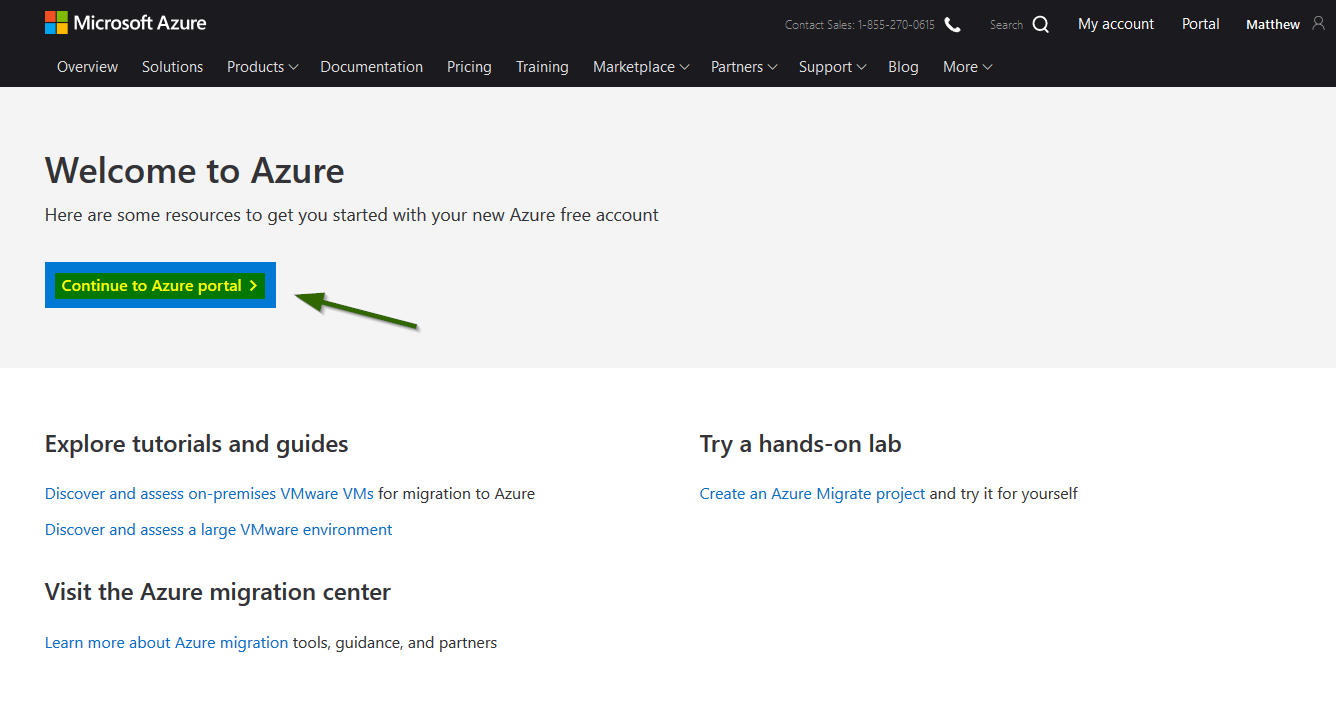 Microsoft Azure
Contact Sales: 1-855-270-0615 Search My account Portal Matthew
Overview Solutions Products Documentation Pricing Training Marketplace Partners Support Blog More
Welcome to Azure
Here are some resources to get you started with your new Azure free account
Continue to Azure portal
Explore tutorials and guides
Discover and assess on-premises VMware VMs for migration to Azure
Discover and assess a large VMware environment
Visit the Azure migration center
Learn more about Azure migration tools, guidance, and partners
Try a hands-on lab
Create an Azure Migrate project and try it for yourself